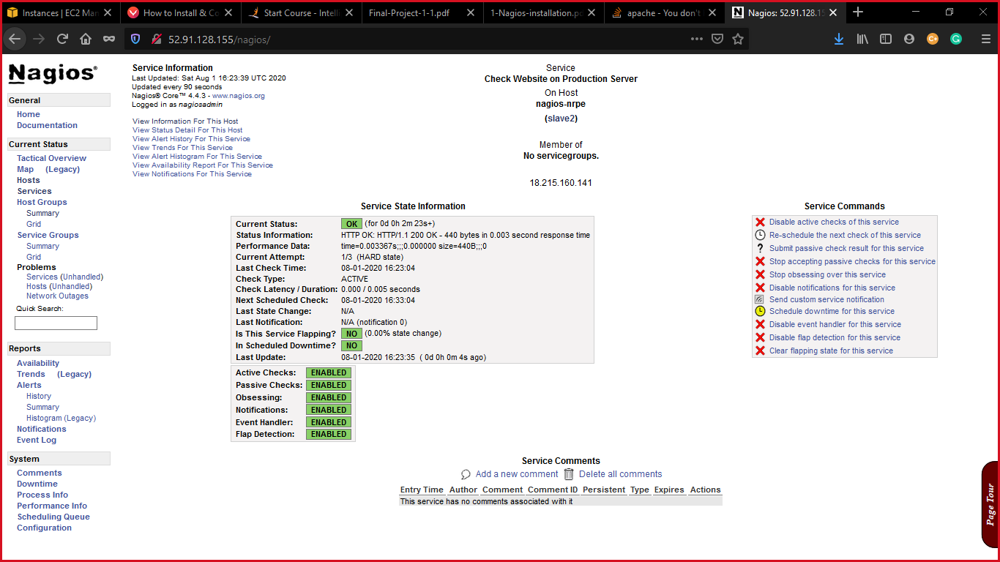 Instances | EC2 Man
How to Install & Co
Start Course - Intelli
Final-Project-1-1.pdf
1-Nagios-installation.pd
apache - You don't
Nagios: 52.91.128.15
52.91.128.155/nagios/
Nagios®
General
Home
Documentation
Current Status
Tactical Overview
Map (Legacy)
Hosts
Services
Host Groups
Summary
Grid
Service Groups
Summary
Grid
Problems
Services (Unhandled)
Hosts (Unhandled)
Network Outages
Quick Search:
Reports
Availability
Trends (Legacy)
Alerts
History
Summary
Histogram (Legacy)
Notifications
Event Log
System
Comments
Downtime
Process Info
Performance Info
Scheduling Queue
Configuration
Service Information
Last Updated: Sat Aug 1 16:23:39 UTC 2020
Updated every 90 seconds
Nagios® Core™ 4.4.3 - www.nagios.org
Logged in as nagiosadmin
View Information For This Host
View Status Detail For This Host
View Alert History For This Service
View Trends For This Service
View Alert Histogram For This Service
View Availability Report For This Service
View Notifications For This Service
Service
Check Website on Production Server
On Host
nagios-nrpe
(slave2)
Member of
No servicegroups.
18.215.160.141
Service State Information
Current Status: OK (for 0d 0h 2m 23s+)
Status Information: HTTP OK: HTTP/1.1 200 OK - 440 bytes in 0.003 second response time
Performance Data: time=0.003367s;;;0.000000 size=440B;;;0
Current Attempt: 1/3 (HARD state)
Last Check Time: 08-01-2020 16:23:04
Check Type: ACTIVE
Check Latency / Duration: 0.000 / 0.005 seconds
Next Scheduled Check: 08-01-2020 16:33:04
Last State Change: N/A
Last Notification: N/A (notification 0)
Is This Service Flapping? NO (0.00% state change)
In Scheduled Downtime? NO
Last Update: 08-01-2020 16:23:35 ( 0d 0h 0m 4s ago)
Active Checks: ENABLED
Passive Checks: ENABLED
Obsessing: ENABLED
Notifications: ENABLED
Event Handler: ENABLED
Flap Detection: ENABLED
Service Commands
Disable active checks of this service
Re-schedule the next check of this service
Submit passive check result for this service
Stop accepting passive checks for this service
Stop obsessing over this service
Disable notifications for this service
Send custom service notification
Schedule downtime for this service
Disable event handler for this service
Disable flap detection for this service
Clear flapping state for this service
Service Comments
Add a new comment Delete all comments
Entry Time Author Comment Comment ID Persistent Type Expires Actions
This service has no comments associated with it
Page Tour